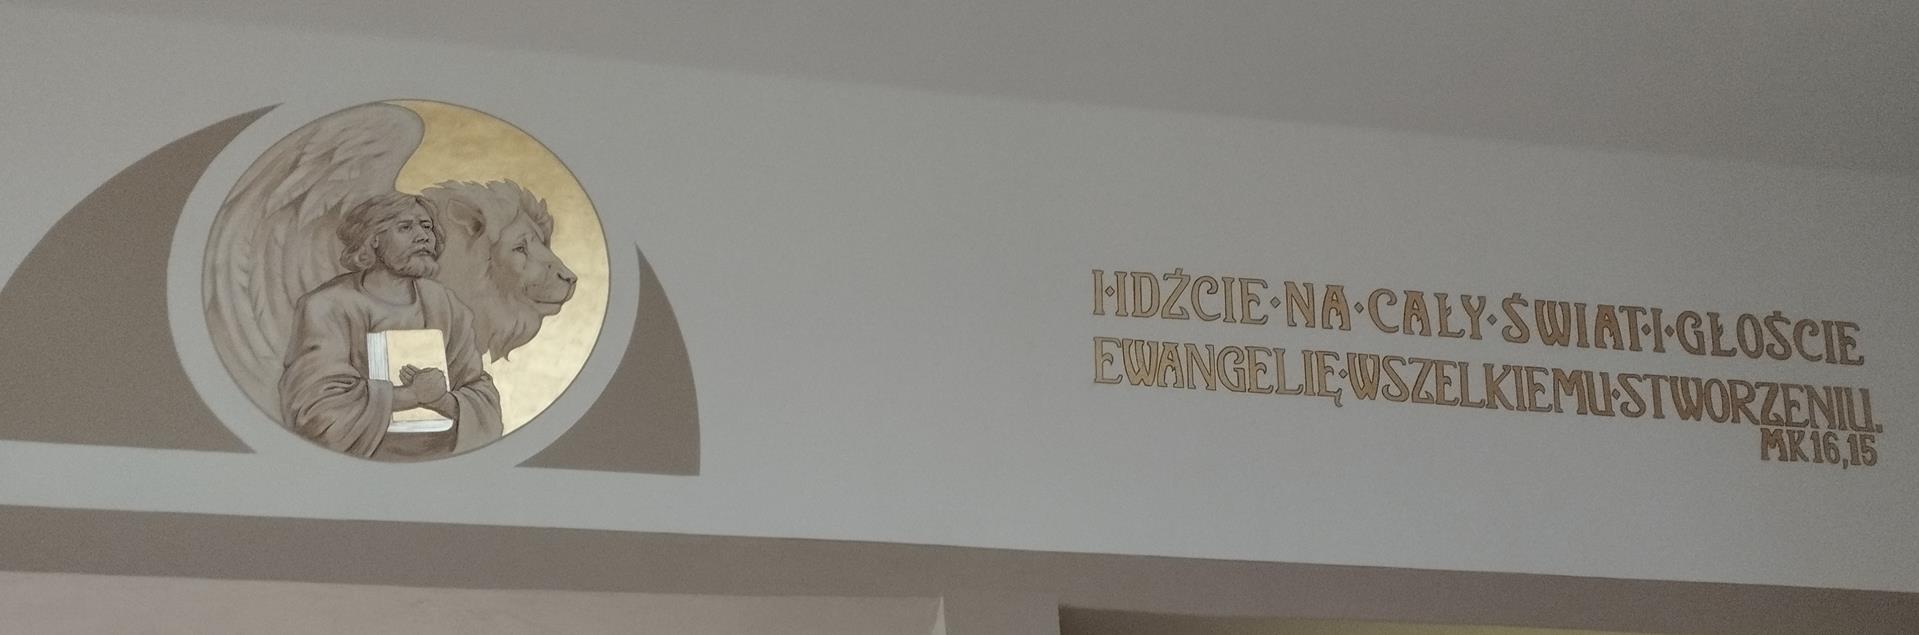 I·IDŹCIE·NA·CAŁY·ŚWIAT·I·GŁOŚCIE
EWANGELIĘ·WSZELKIEMU·STWORZENIU.
MK 16,15